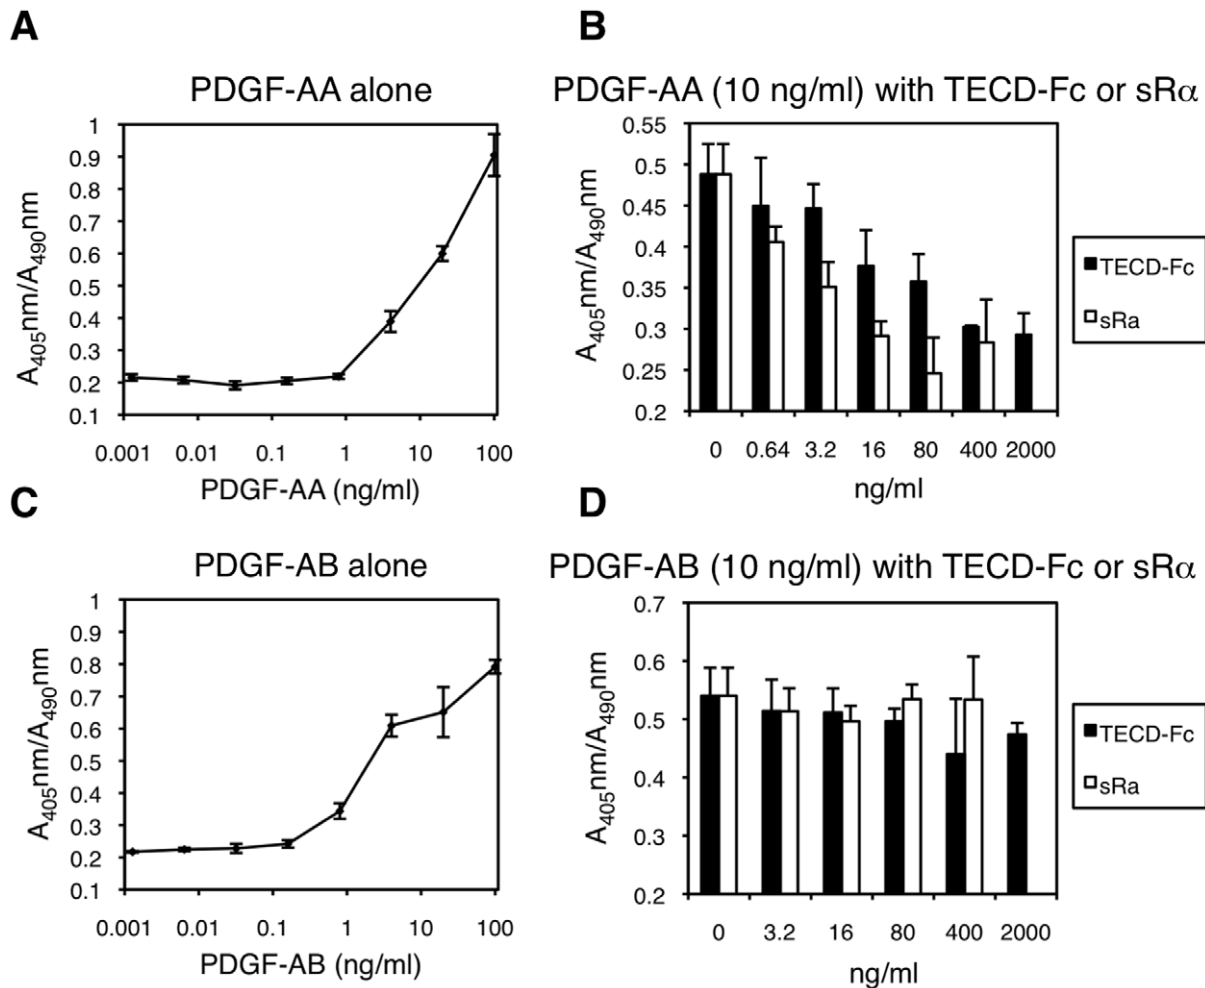 A
PDGF-AA alone
A405nm/A490nm
1
0.9
0.8
0.7
0.6
0.5
0.4
0.3
0.2
0.1
0.001 0.01 0.1 1 10 100
PDGF-AA (ng/ml)
B
PDGF-AA (10 ng/ml) with TECD-Fc or sRα
A405nm/A490nm
0.55
0.5
0.45
0.4
0.35
0.3
0.25
0.2
0 0.64 3.2 16 80 400 2000
ng/ml
TECD-Fc
sRa
C
PDGF-AB alone
A405nm/A490nm
1
0.9
0.8
0.7
0.6
0.5
0.4
0.3
0.2
0.1
0.001 0.01 0.1 1 10 100
PDGF-AB (ng/ml)
D
PDGF-AB (10 ng/ml) with TECD-Fc or sRα
A405nm/A490nm
0.7
0.6
0.5
0.4
0.3
0.2
0 3.2 16 80 400 2000
ng/ml
TECD-Fc
sRa